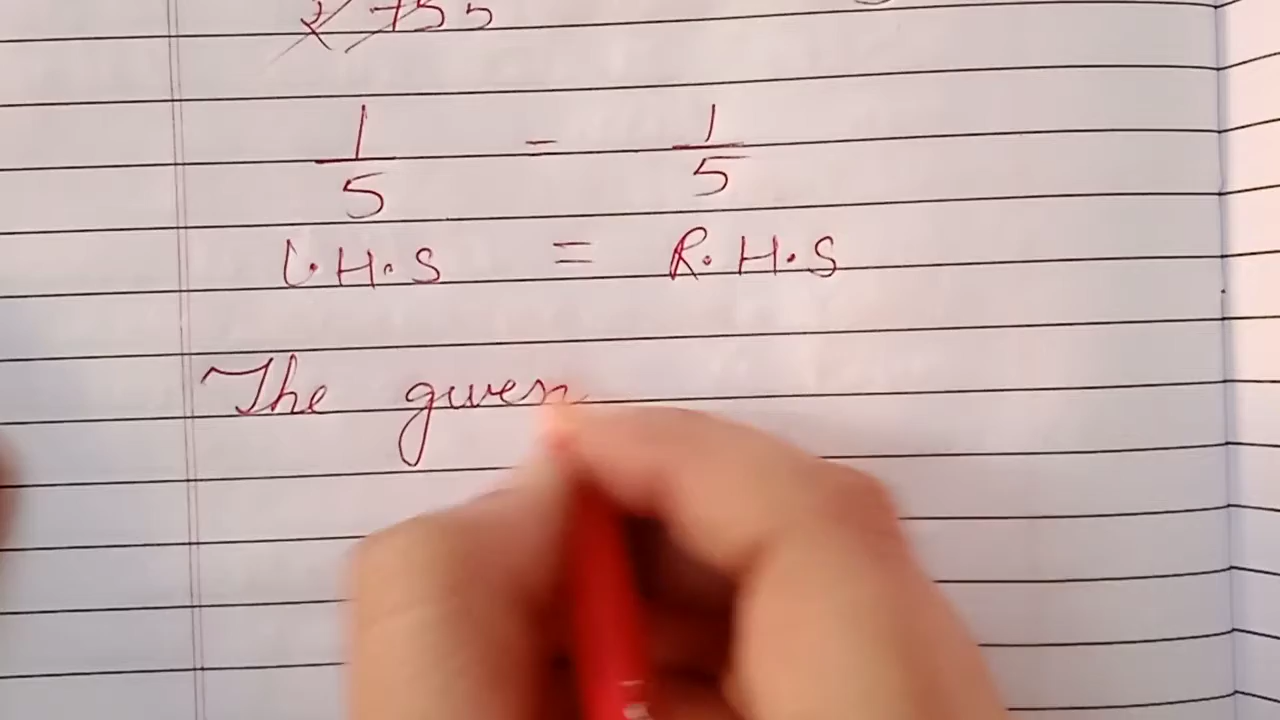 1/5 = 1/5
L.H.S = R.H.S
The given